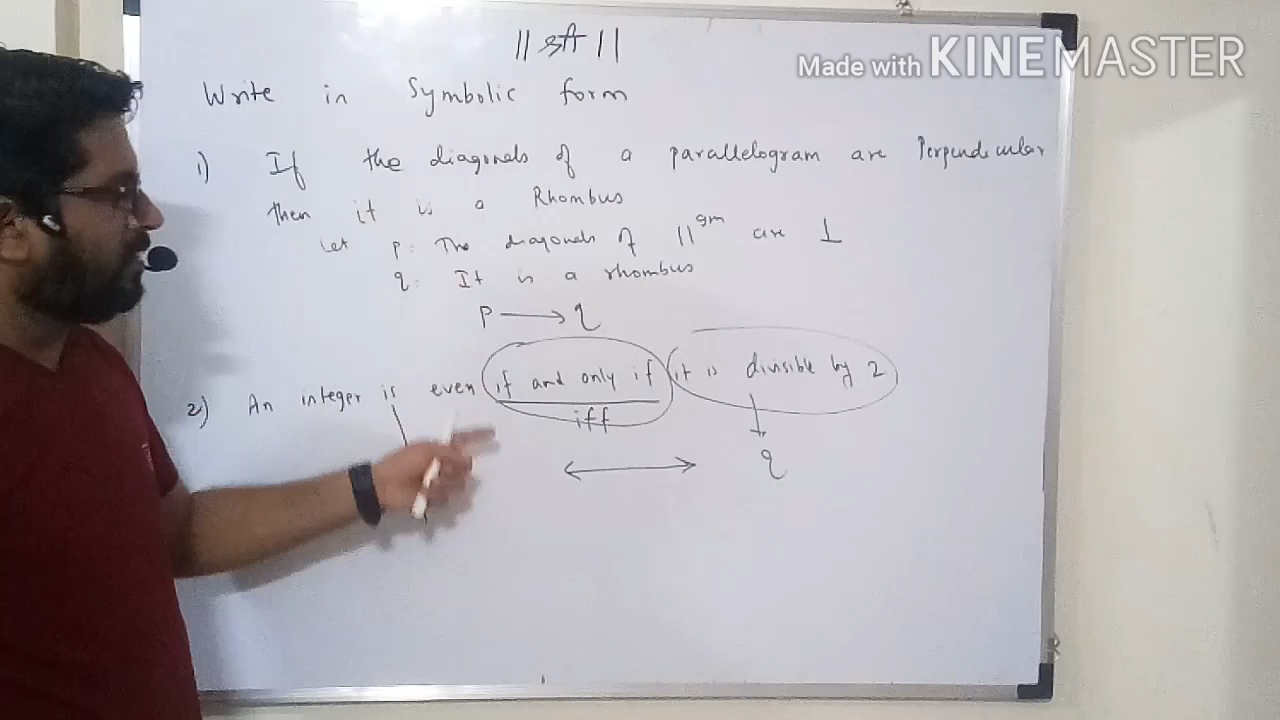 || श्री ||
Made with KINEMASTER
Write in Symbolic form
1) If the diagonals of a parallelogram are Perpendicular
then it is a Rhombus
Let p: The diagonals of ||gm are ⊥
q: It is a rhombus
p → q
2) An integer is even if and only if it is divisible by 2
iff
↔ q